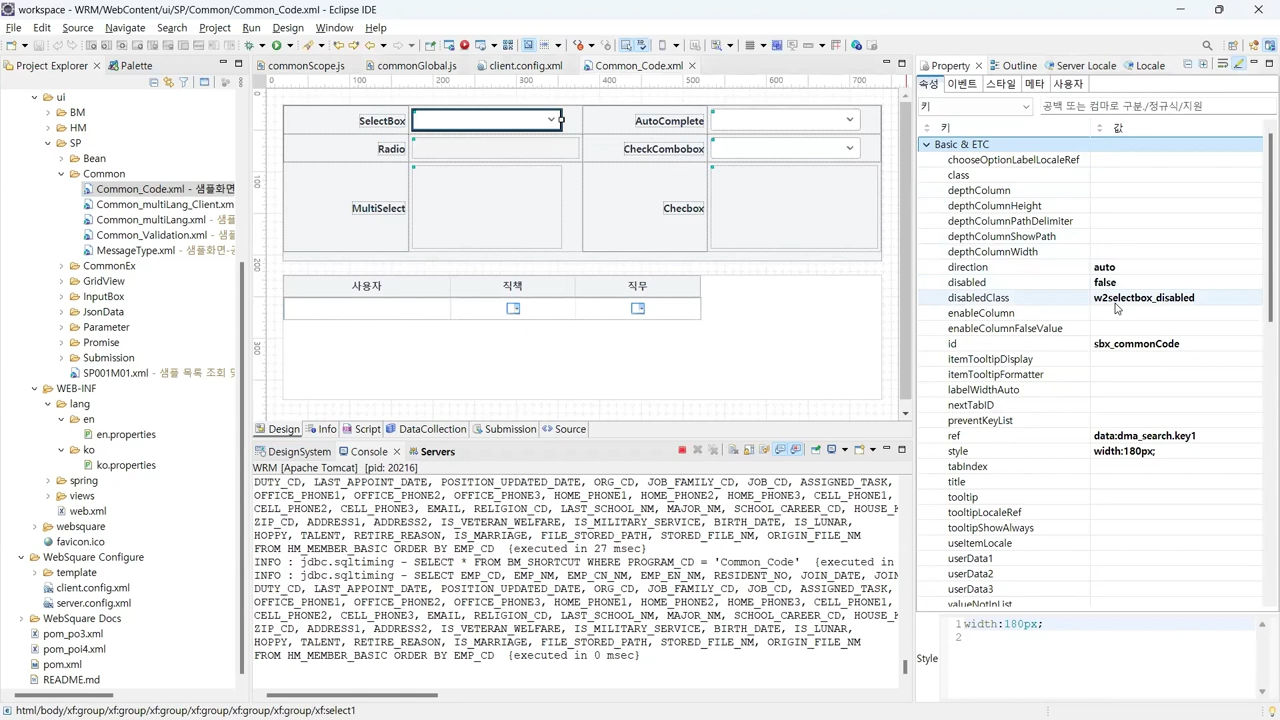 workspace - WRM/WebContent/ui/SP/Common/Common_Code.xml - Eclipse IDE
File Edit Source Navigate Search Project Run Design Window Help
Project Explorer Palette
ui
BM
HM
SP
Bean
Common
Common_Code.xml - 샘플화면
Common_multiLang_Client.xm
Common_multiLang.xml - 샘플
Common_Validation.xml - 샘
MessageType.xml - 샘플화면-공
CommonEx
GridView
InputBox
JsonData
Parameter
Promise
Submission
SP001M01.xml - 샘플 목록 조회 및
WEB-INF
lang
en
en.properties
ko
ko.properties
spring
views
web.xml
websquare
favicon.ico
WebSquare Configure
template
client.config.xml
server.config.xml
WebSquare Docs
pom_po3.xml
pom_poi4.xml
pom.xml
README.md
commonScope.js commonGlobal.js client.config.xml Common_Code.xml
0 100 200 300 400 500 600 700
0
100
200
300
SelectBox AutoComplete
Radio CheckCombobox
MultiSelect Checbox
사용자 직책 직무
Design Info Script DataCollection Submission Source
DesignSystem Console Servers
WRM [Apache Tomcat] [pid: 20216]
DUTY_CD, LAST_APPOINT_DATE, POSITION_UPDATED_DATE, ORG_CD, JOB_FAMILY_CD, JOB_CD, ASSIGNED_TASK,
OFFICE_PHONE1, OFFICE_PHONE2, OFFICE_PHONE3, HOME_PHONE1, HOME_PHONE2, HOME_PHONE3, CELL_PHONE1,
CELL_PHONE2, CELL_PHONE3, EMAIL, RELIGION_CD, LAST_SCHOOL_NM, MAJOR_NM, SCHOOL_CAREER_CD, HOUSE_
ZIP_CD, ADDRESS1, ADDRESS2, IS_VETERAN_WELFARE, IS_MILITARY_SERVICE, BIRTH_DATE, IS_LUNAR,
HOPPY, TALENT, RETIRE_REASON, IS_MARRIAGE, FILE_STORED_PATH, STORED_FILE_NM, ORIGIN_FILE_NM
FROM HM_MEMBER_BASIC ORDER BY EMP_CD {executed in 27 msec}
INFO : jdbc.sqltiming - SELECT * FROM BM_SHORTCUT WHERE PROGRAM_CD = 'Common_Code' {executed in
INFO : jdbc.sqltiming - SELECT EMP_CD, EMP_NM, EMP_CN_NM, EMP_EN_NM, RESIDENT_NO, JOIN_DATE, JOIN
DUTY_CD, LAST_APPOINT_DATE, POSITION_UPDATED_DATE, ORG_CD, JOB_FAMILY_CD, JOB_CD, ASSIGNED_TASK,
OFFICE_PHONE1, OFFICE_PHONE2, OFFICE_PHONE3, HOME_PHONE1, HOME_PHONE2, HOME_PHONE3, CELL_PHONE1,
CELL_PHONE2, CELL_PHONE3, EMAIL, RELIGION_CD, LAST_SCHOOL_NM, MAJOR_NM, SCHOOL_CAREER_CD, HOUSE_
ZIP_CD, ADDRESS1, ADDRESS2, IS_VETERAN_WELFARE, IS_MILITARY_SERVICE, BIRTH_DATE, IS_LUNAR,
HOPPY, TALENT, RETIRE_REASON, IS_MARRIAGE, FILE_STORED_PATH, STORED_FILE_NM, ORIGIN_FILE_NM
FROM HM_MEMBER_BASIC ORDER BY EMP_CD {executed in 0 msec}
Property Outline Server Locale Locale
속성 이벤트 스타일 메타 사용자
키 공백 또는 컴마로 구분./정규식/지원
키 값
Basic & ETC
chooseOptionLabelLocaleRef
class
depthColumn
depthColumnHeight
depthColumnPathDelimiter
depthColumnShowPath
depthColumnWidth
direction auto
disabled false
disabledClass w2selectbox_disabled
enableColumn
enableColumnFalseValue
id sbx_commonCode
itemTooltipDisplay
itemTooltipFormatter
labelWidthAuto
nextTabID
preventKeyList
ref data:dma_search.key1
style width:180px;
tabIndex
title
tooltip
tooltipLocaleRef
tooltipShowAlways
useItemLocale
userData1
userData2
userData3
valueNotInList
Style
1 width:180px;
2
html/body/xf:group/xf:group/xf:group/xf:group/xf:group/xf:select1